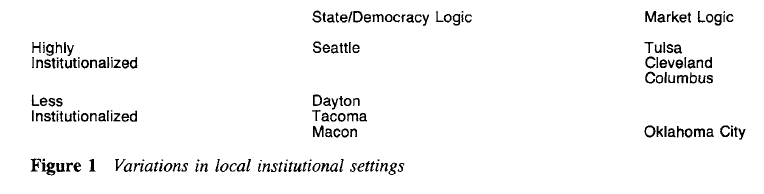 State/Democracy Logic Market Logic
Highly Seattle Tulsa
Institutionalized Cleveland
Columbus
Less Dayton
Institutionalized Tacoma
Macon Oklahoma City
Figure 1 Variations in local institutional settings